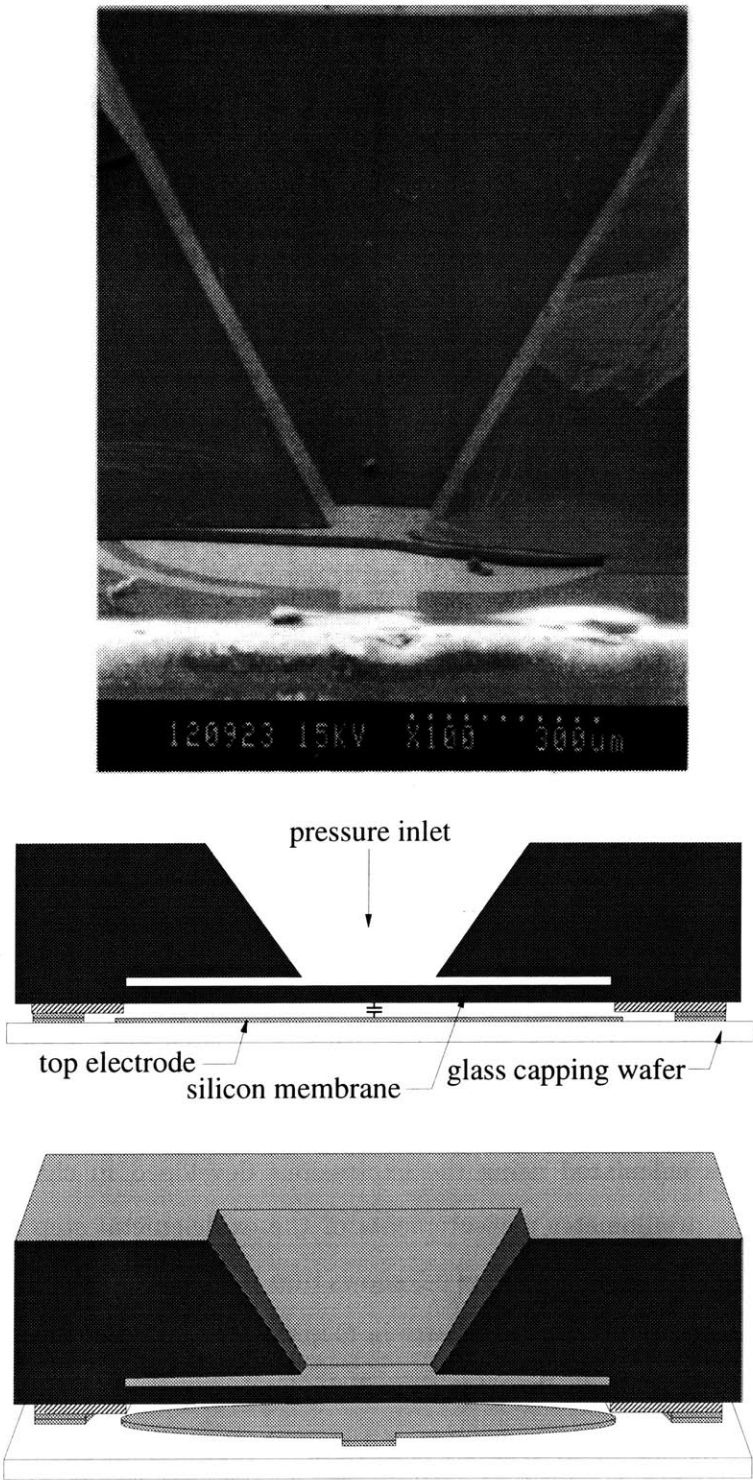 120923 15KV X100 300um
pressure inlet
top electrode
silicon membrane
glass capping wafer